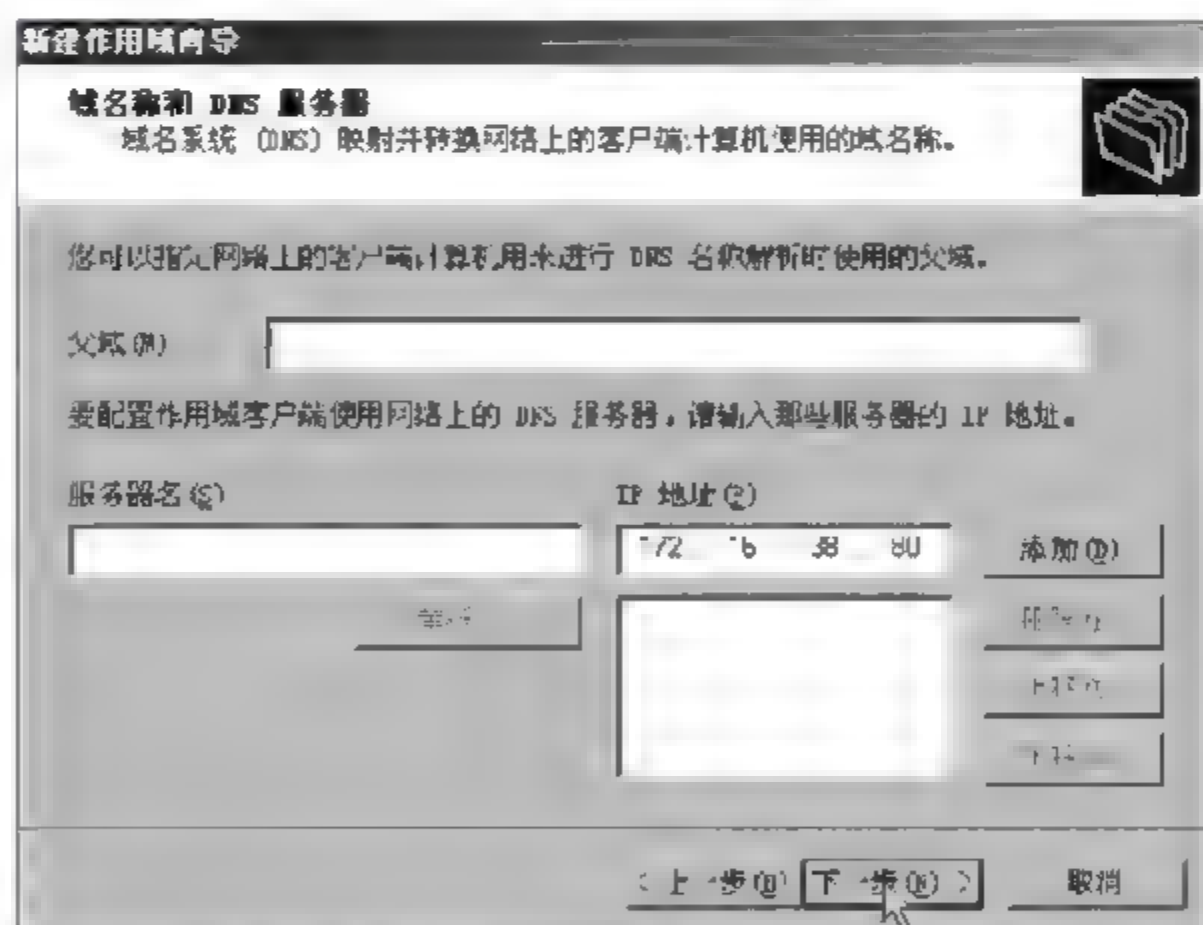 新建作用域向导
域名称和 DNS 服务器
域名系统 (DNS) 映射并转换网络上的客户端计算机使用的域名称。
您可以指定网络上的客户端计算机用来进行 DNS 名称解析时使用的父域。
父域(M)
要配置作用域客户端使用网络上的 DNS 服务器，请输入那些服务器的 IP 地址。
服务器名(S)
IP 地址(P)
172 16 38 80
添加(D)
< 上一步(B)
下一步(N) >
取消